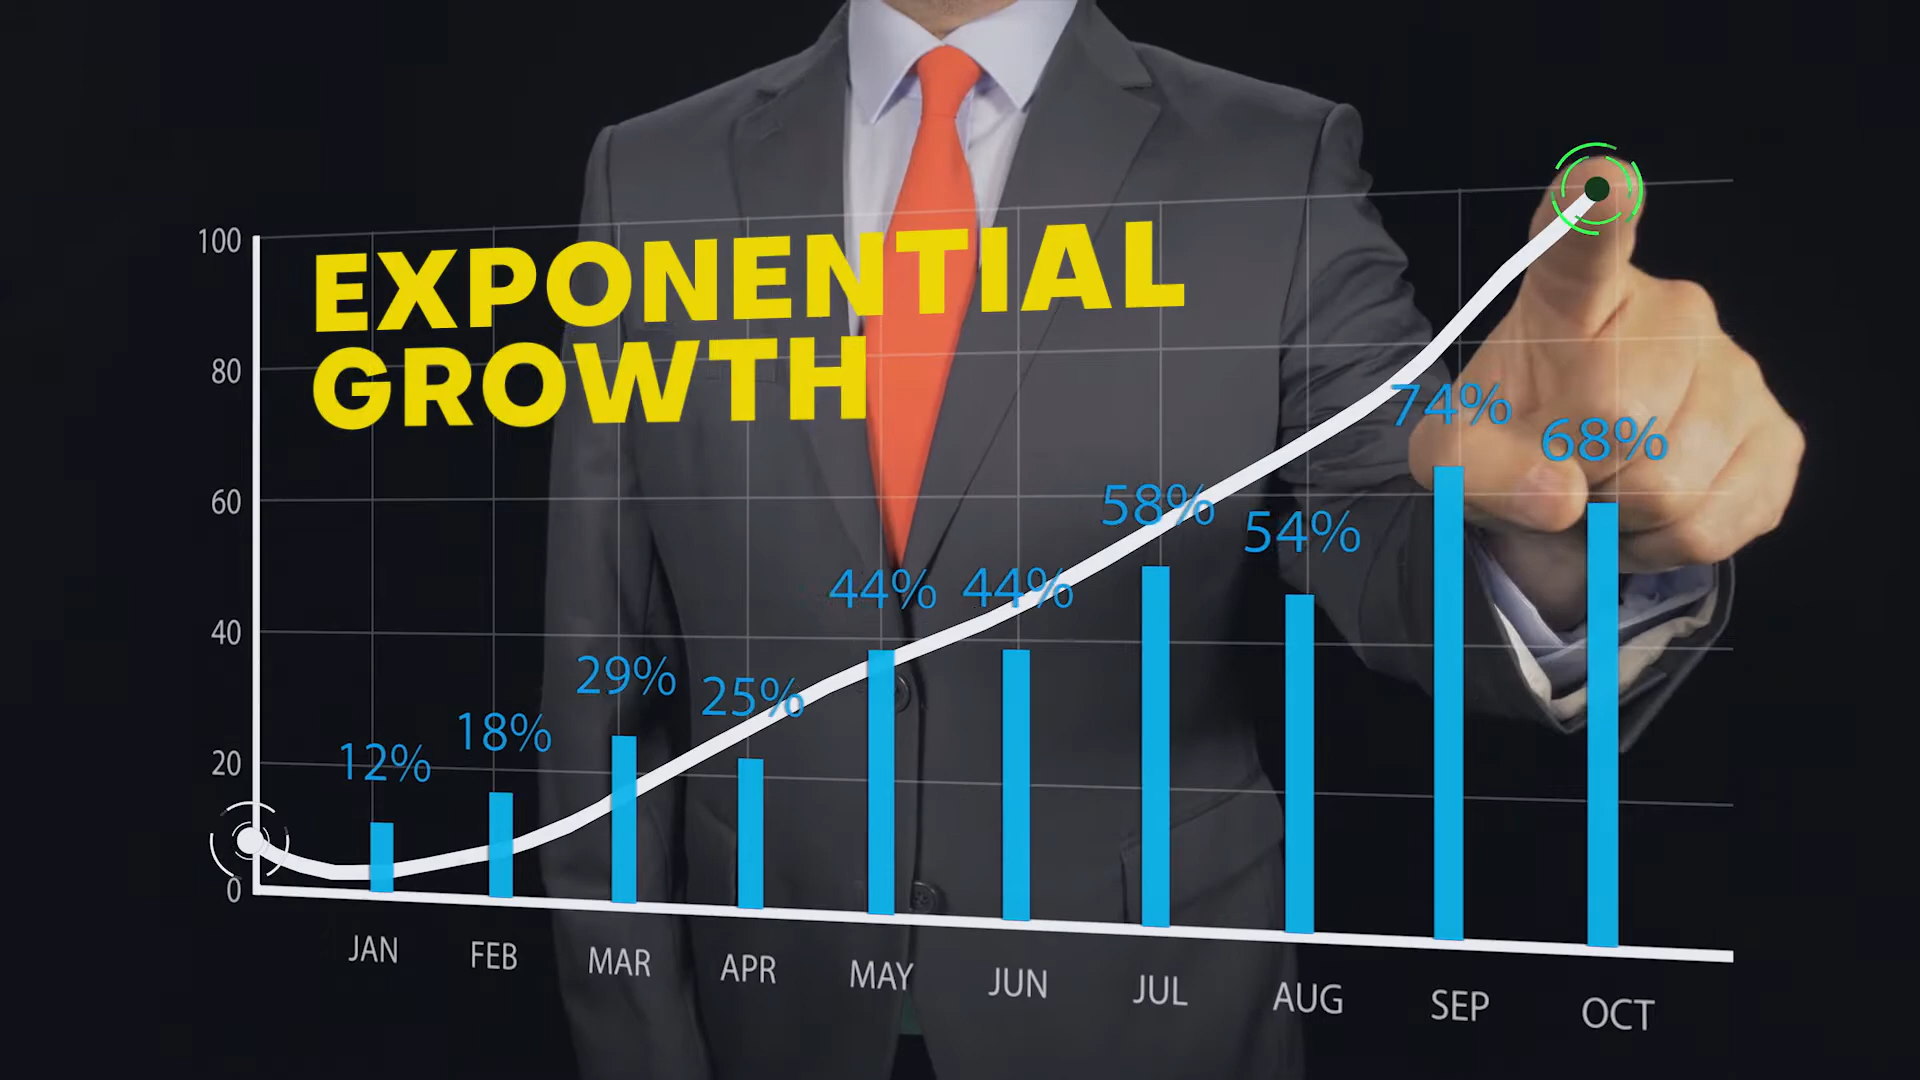 EXPONENTIAL
GROWTH
100
80
60
40
20
0
12%
18%
29%
25%
44%
44%
58%
54%
74%
68%
JAN
FEB
MAR
APR
MAY
JUN
JUL
AUG
SEP
OCT